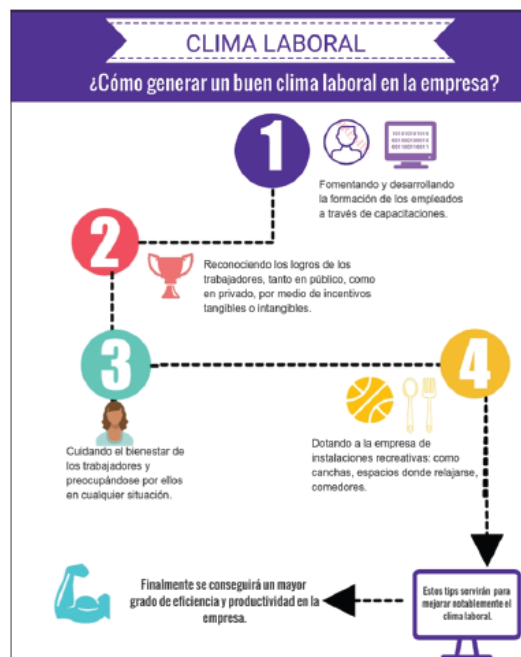 CLIMA LABORAL
¿Cómo generar un buen clima laboral en la empresa?
1
101010101010
001100100010
001100110011
Fomentando y desarrollando
la formación de los empleados
a través de capacitaciones.
2
Reconociendo los logros de los
trabajadores, tanto en público, como
en privado, por medio de incentivos
tangibles o intangibles.
3
4
Cuidando el bienestar de
los trabajadores y
preocupándose por ellos
en cualquier situación.
Dotando a la empresa de
instalaciones recreativas: como
canchas, espacios donde relajarse,
comedores.
Finalmente se conseguirá un mayor
grado de eficiencia y productividad en la
empresa.
Estos tips servirán para
mejorar notablemente el
clima laboral.